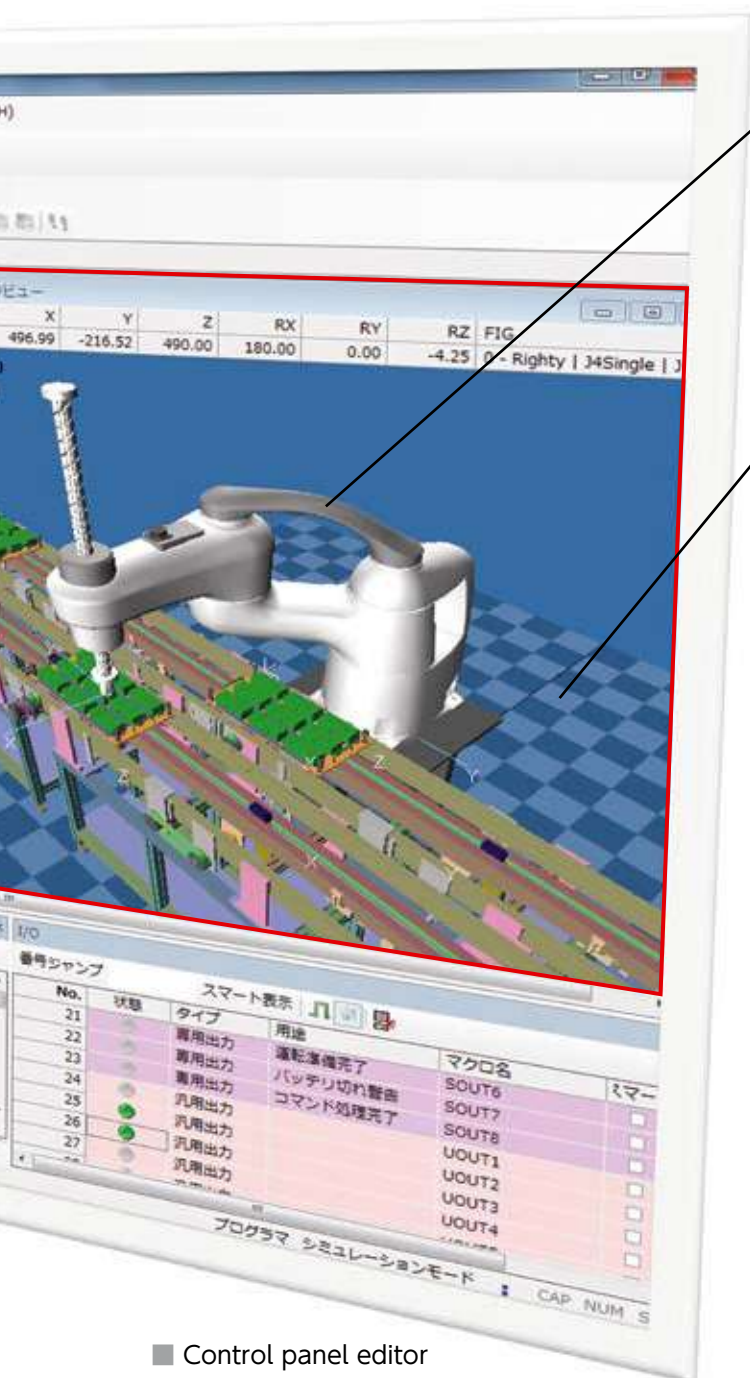 H)
ビュー
X Y Z RX RY RZ FIG
496.99 -216.52 490.00 180.00 0.00 -4.25 0 - Righty | J4Single | J
I/O
番号ジャンプ スマート表示
No. 状態 タイプ 用途 マクロ名
21 専用出力 運転準備完了 SOUT6
22 専用出力 バッテリ切れ警告 SOUT7
23 専用出力 コマンド処理完了 SOUT8
24 汎用出力 UOUT1
25 汎用出力 UOUT2
26 汎用出力 UOUT3
27 汎用出力 UOUT4
プログラマ シミュレーションモード CAP NUM S
■ Control panel editor